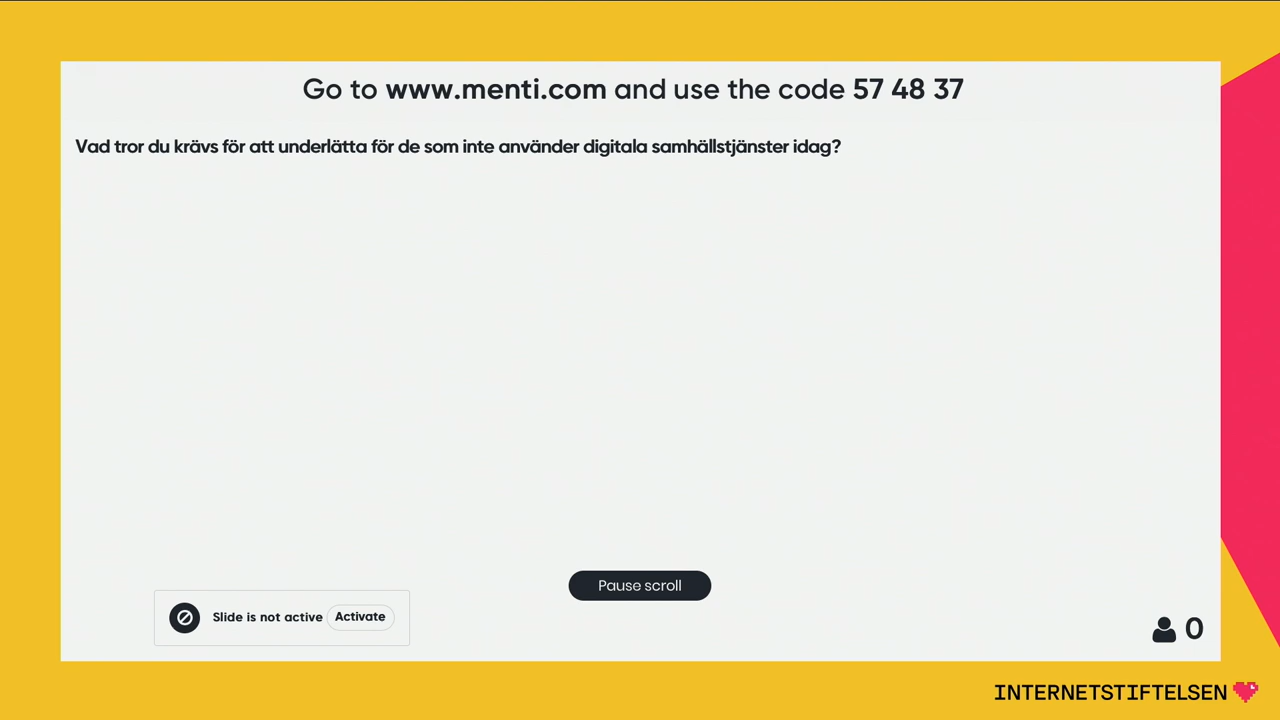 Go to www.menti.com and use the code 57 48 37
Vad tror du krävs för att underlätta för de som inte använder digitala samhällstjänster idag?
Pause scroll
Slide is not active Activate
0
INTERNETSTIFTELSEN